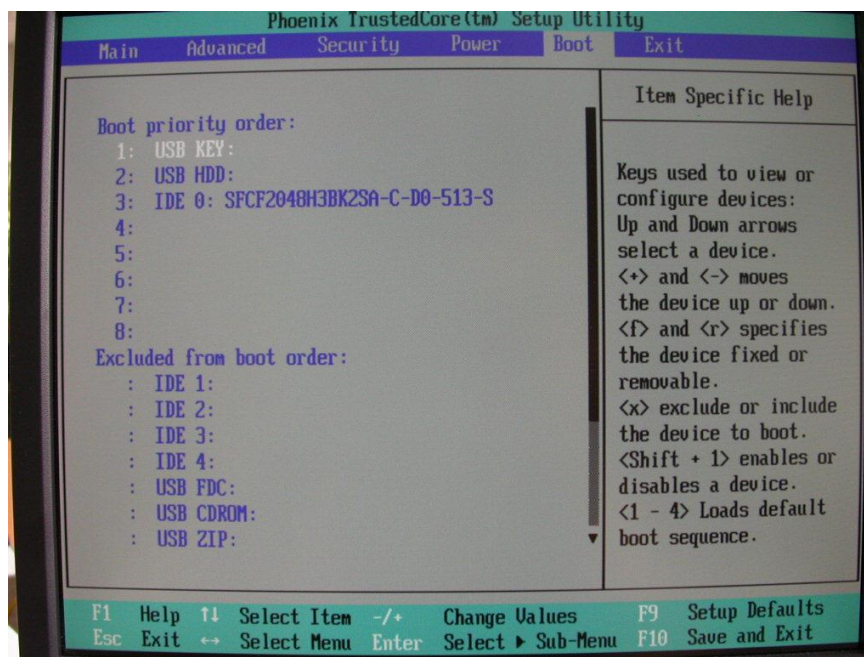 Phoenix TrustedCore(tm) Setup Utility
Main Advanced Security Power Boot Exit
Boot priority order:
1: USB KEY:
2: USB HDD:
3: IDE 0: SFCF2048H3BK2SA-C-D0-513-S
4:
5:
6:
7:
8:
Excluded from boot order:
: IDE 1:
: IDE 2:
: IDE 3:
: IDE 4:
: USB FDC:
: USB CDROM:
: USB ZIP:
Item Specific Help
Keys used to view or
configure devices:
Up and Down arrows
select a device.
<+> and <-> moves
the device up or down.
<f> and <r> specifies
the device fixed or
removable.
<x> exclude or include
the device to boot.
<Shift + 1> enables or
disables a device.
<1 - 4> Loads default
boot sequence.
F1 Help ↑↓ Select Item -/+ Change Values F9 Setup Defaults
Esc Exit ↔ Select Menu Enter Select ▶ Sub-Menu F10 Save and Exit